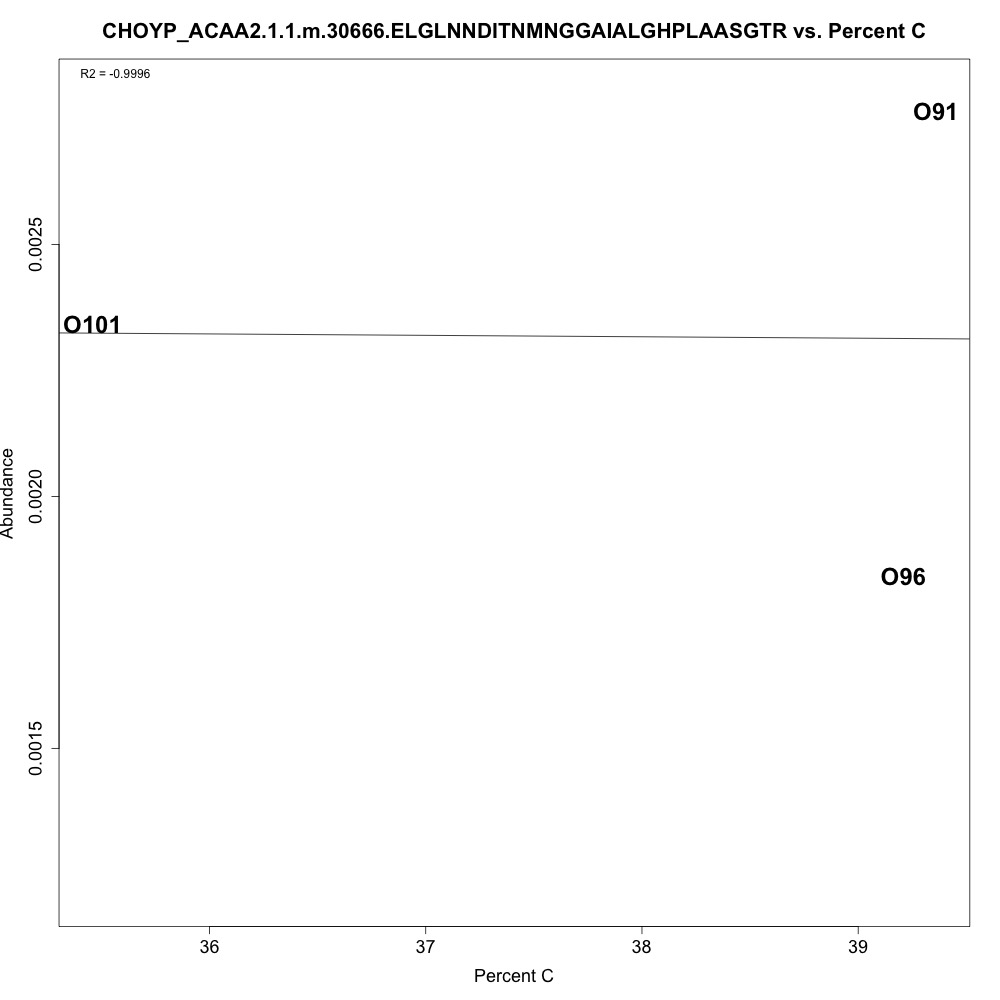 CHOYP_ACAA2.1.1.m.30666.ELGLNNDITNMNGGAIALGHPLAASGTR vs. Percent C
R2 = -0.9996
O91
0.0025
O101
Abundance
0.0020
O96
0.0015
36 37 38 39
Percent C